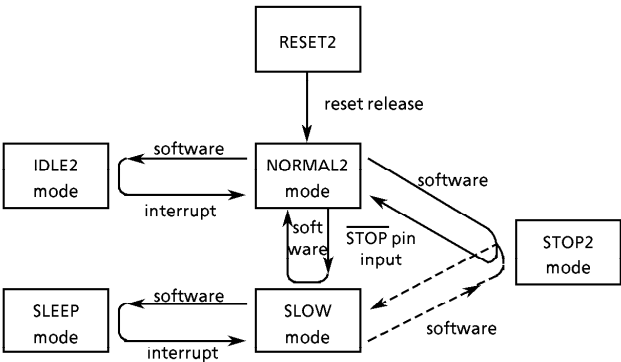 RESET2
reset release
IDLE2
mode
software
interrupt
NORMAL2
mode
software
soft
ware
STOP pin
input
STOP2
mode
SLEEP
mode
software
interrupt
SLOW
mode
software